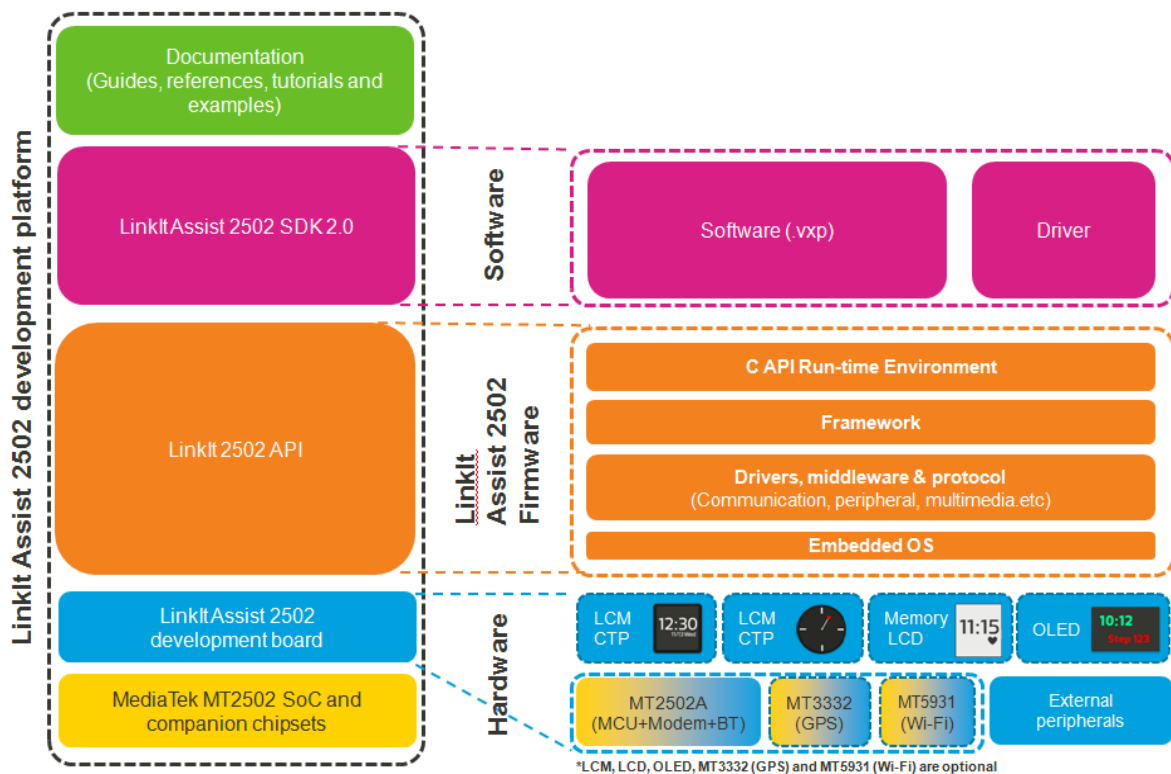 LinkIt Assist 2502 development platform
Documentation
(Guides, references, tutorials and
examples)
LinkIt Assist 2502 SDK 2.0
LinkIt 2502 API
LinkIt Assist 2502
development board
MediaTek MT2502 SoC and
companion chipsets
Software
Software (.vxp)
Driver
LinkIt
Assist 2502
Firmware
C API Run-time Environment
Framework
Drivers, middleware & protocol
(Communication, peripheral, multimedia.etc)
Embedded OS
Hardware
LCM
CTP
12:30
11/12 Wed
LCM
CTP
Memory
LCD
11:15
OLED
10:12
Step 123
MT2502A
(MCU+Modem+BT)
MT3332
(GPS)
MT5931
(Wi-Fi)
External
peripherals
*LCM, LCD, OLED, MT3332 (GPS) and MT5931 (Wi-Fi) are optional